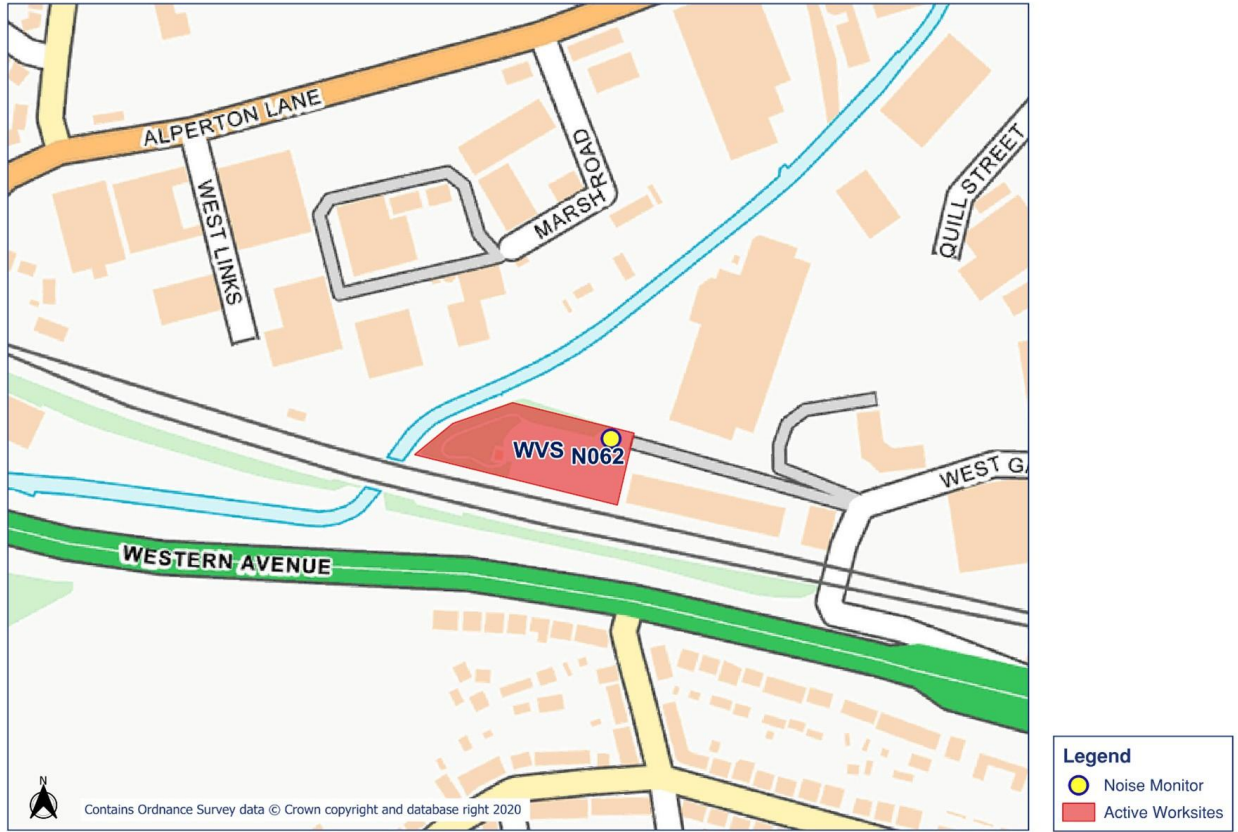 ALPERTON LANE
WEST LINKS
MARSH ROAD
QUILL STREET
WVS
N062
WEST GA
WESTERN AVENUE
N
Contains Ordnance Survey data © Crown copyright and database right 2020
Legend
Noise Monitor
Active Worksites